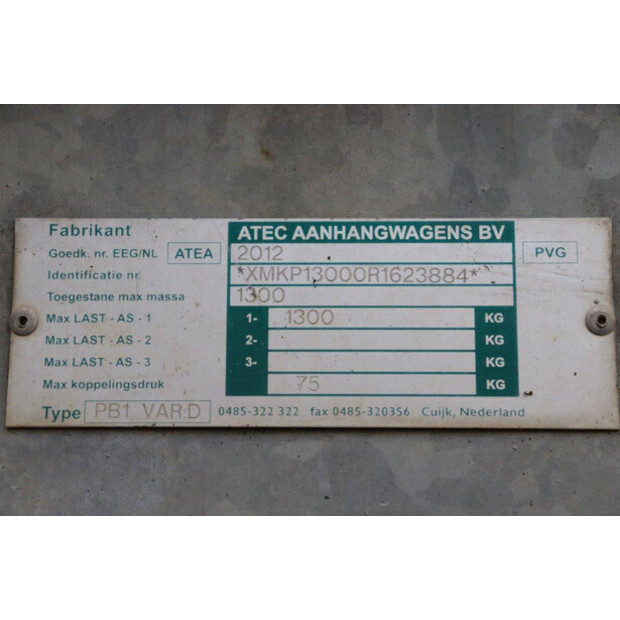 Fabrikant ATEC AANHANGWAGENS BV
Goedk. nr. EEG/NL ATEA 2012 PVG
Identificatie nr. *XMKP13000R1623884*
Toegestane max massa 1300
Max LAST - AS - 1 1- 1300 KG
Max LAST - AS - 2 2- KG
Max LAST - AS - 3 3- KG
Max koppelingsdruk 75 KG
Type PB1 VAR:D 0485-322 322 fax 0485-320356 Cuijk, Nederland